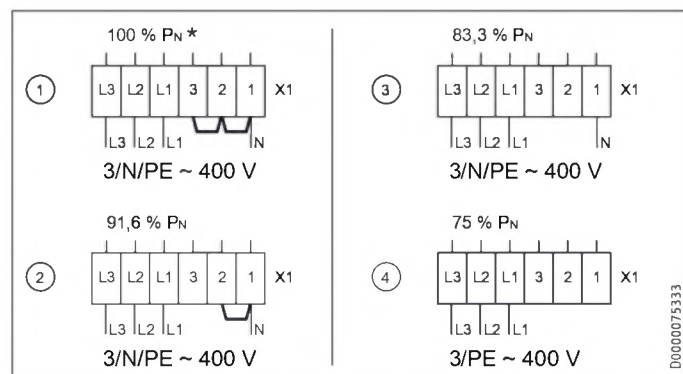 100 % PN *
1
L3 L2 L1 3 2 1 X1
L3 L2 L1 N
3/N/PE ~ 400 V
91,6 % PN
2
L3 L2 L1 3 2 1 X1
L3 L2 L1 N
3/N/PE ~ 400 V
83,3 % PN
3
L3 L2 L1 3 2 1 X1
L3 L2 L1 N
3/N/PE ~ 400 V
75 % PN
4
L3 L2 L1 3 2 1 X1
L3 L2 L1
3/PE ~ 400 V
D0000075333